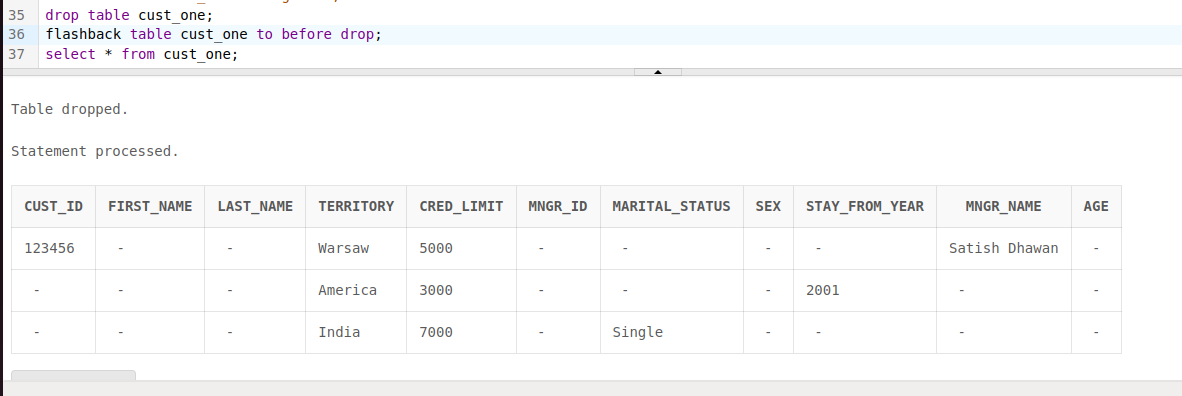 35 drop table cust_one;
36 flashback table cust_one to before drop;
37 select * from cust_one;
Table dropped.
Statement processed.
CUST_ID FIRST_NAME LAST_NAME TERRITORY CRED_LIMIT MNGR_ID MARITAL_STATUS SEX STAY_FROM_YEAR MNGR_NAME AGE
123456 - - Warsaw 5000 - - - - Satish Dhawan -
- - - America 3000 - - - 2001 - -
- - - India 7000 - Single - - - -